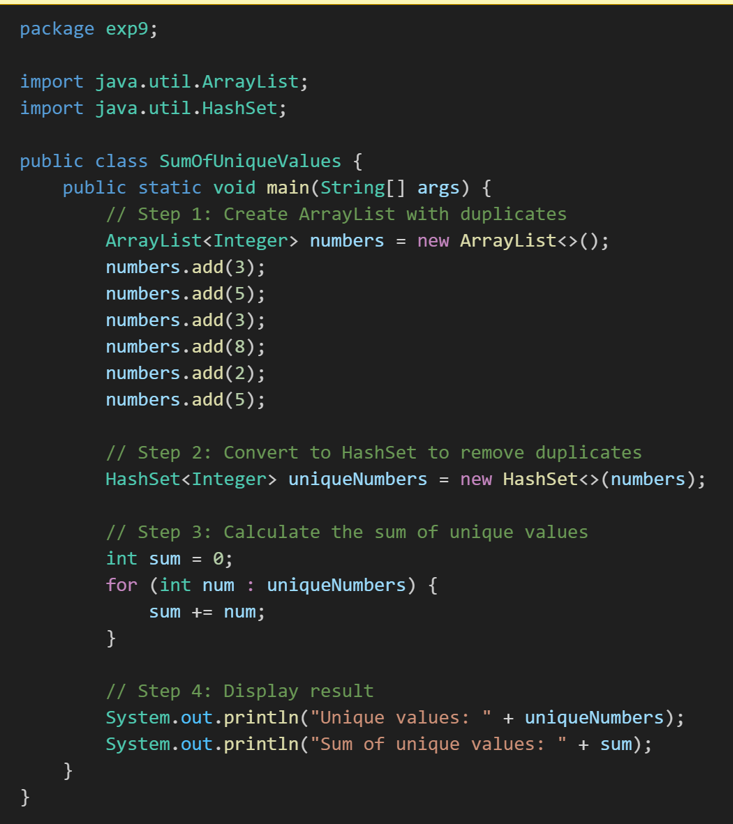 package exp9;

import java.util.ArrayList;
import java.util.HashSet;

public class SumOfUniqueValues {
    public static void main(String[] args) {
        // Step 1: Create ArrayList with duplicates
        ArrayList<Integer> numbers = new ArrayList<>();
        numbers.add(3);
        numbers.add(5);
        numbers.add(3);
        numbers.add(8);
        numbers.add(2);
        numbers.add(5);

        // Step 2: Convert to HashSet to remove duplicates
        HashSet<Integer> uniqueNumbers = new HashSet<>(numbers);

        // Step 3: Calculate the sum of unique values
        int sum = 0;
        for (int num : uniqueNumbers) {
            sum += num;
        }

        // Step 4: Display result
        System.out.println("Unique values: " + uniqueNumbers);
        System.out.println("Sum of unique values: " + sum);
    }
}